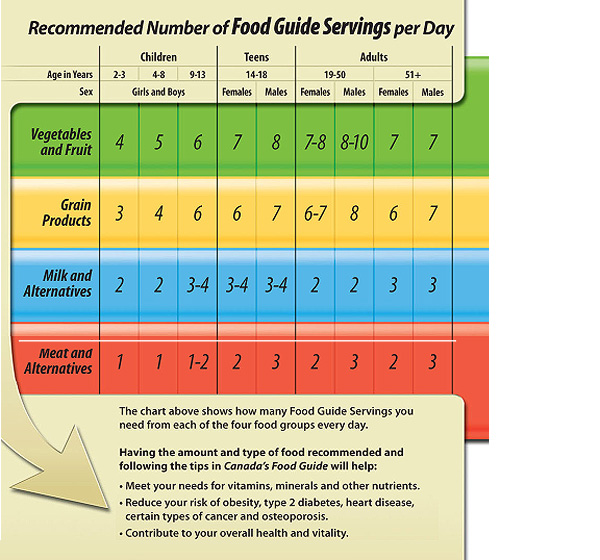 Recommended Number of Food Guide Servings per Day
Children Teens Adults
Age in Years 2-3 4-8 9-13 14-18 19-50 51+
Sex Girls and Boys Females Males Females Males Females Males
Vegetables
and Fruit 4 5 6 7 8 7-8 8-10 7 7
Grain
Products 3 4 6 6 7 6-7 8 6 7
Milk and
Alternatives 2 2 3-4 3-4 3-4 2 2 3 3
Meat and
Alternatives 1 1 1-2 2 3 2 3 2 3
The chart above shows how many Food Guide Servings you
need from each of the four food groups every day.
Having the amount and type of food recommended and
following the tips in Canada's Food Guide will help:
• Meet your needs for vitamins, minerals and other nutrients.
• Reduce your risk of obesity, type 2 diabetes, heart disease,
certain types of cancer and osteoporosis.
• Contribute to your overall health and vitality.